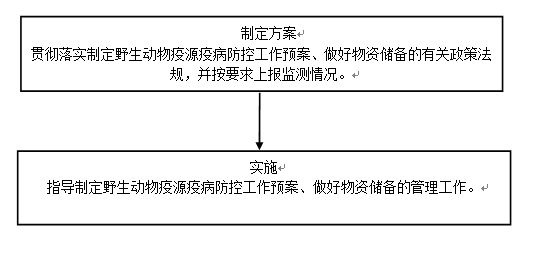 制定方案
贯彻落实制定野生动物疫源疫病防控工作预案、做好物资储备的有关政策法
规，并按要求上报监测情况。
实施
指导制定野生动物疫源疫病防控工作预案、做好物资储备的管理工作。